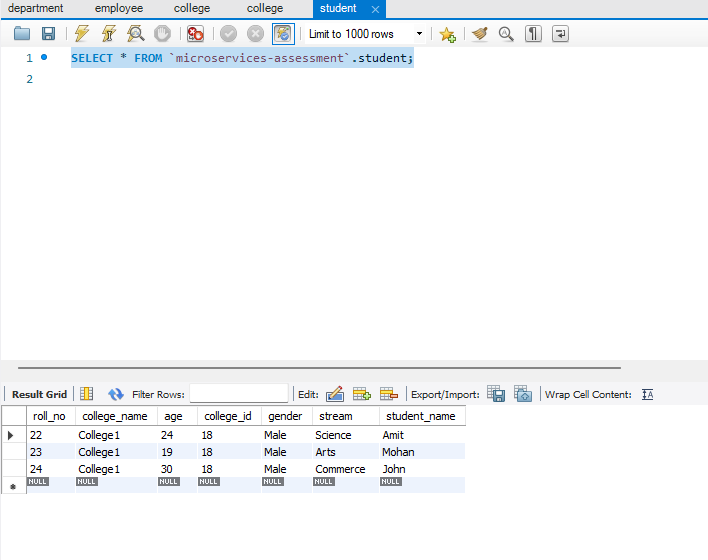 department employee college college student
Limit to 1000 rows
1 SELECT * FROM `microservices-assessment`.student;
2
Result Grid Filter Rows: Edit: Export/Import: Wrap Cell Content:
roll_no college_name age college_id gender stream student_name
22 College1 24 18 Male Science Amit
23 College1 19 18 Male Arts Mohan
24 College1 30 18 Male Commerce John
NULL NULL NULL NULL NULL NULL NULL